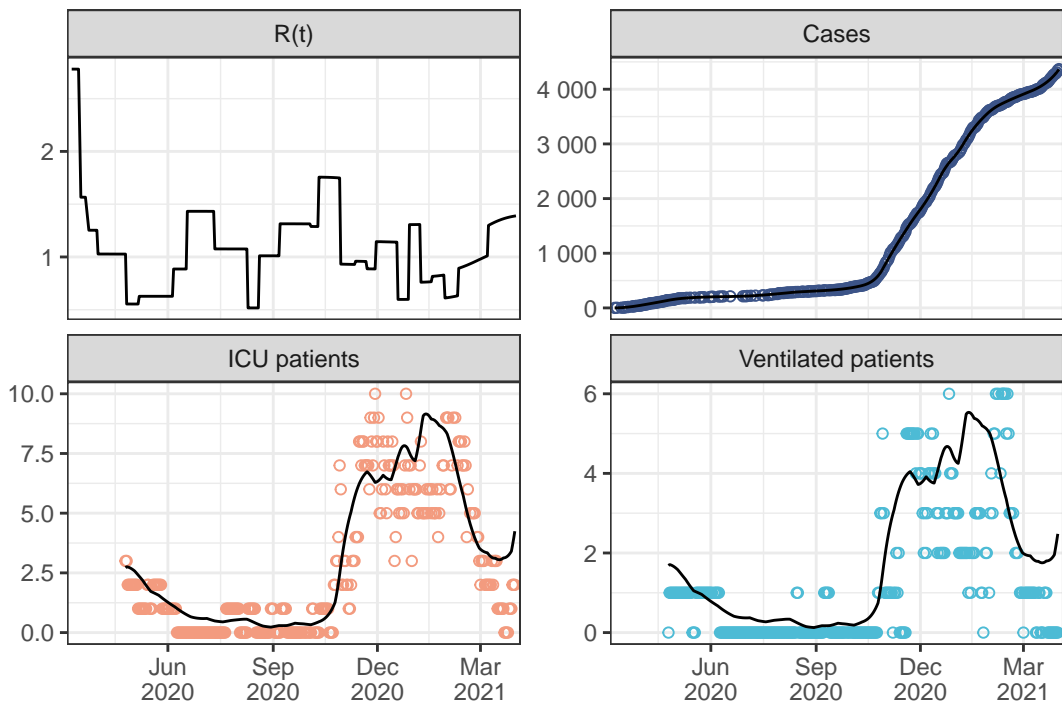 R(t)
Cases
2
1
4 000
3 000
2 000
1 000
0
ICU patients
Ventilated patients
10.0
7.5
5.0
2.5
0.0
6
4
2
0
Jun
2020
Sep
2020
Dec
2020
Mar
2021
Jun
2020
Sep
2020
Dec
2020
Mar
2021